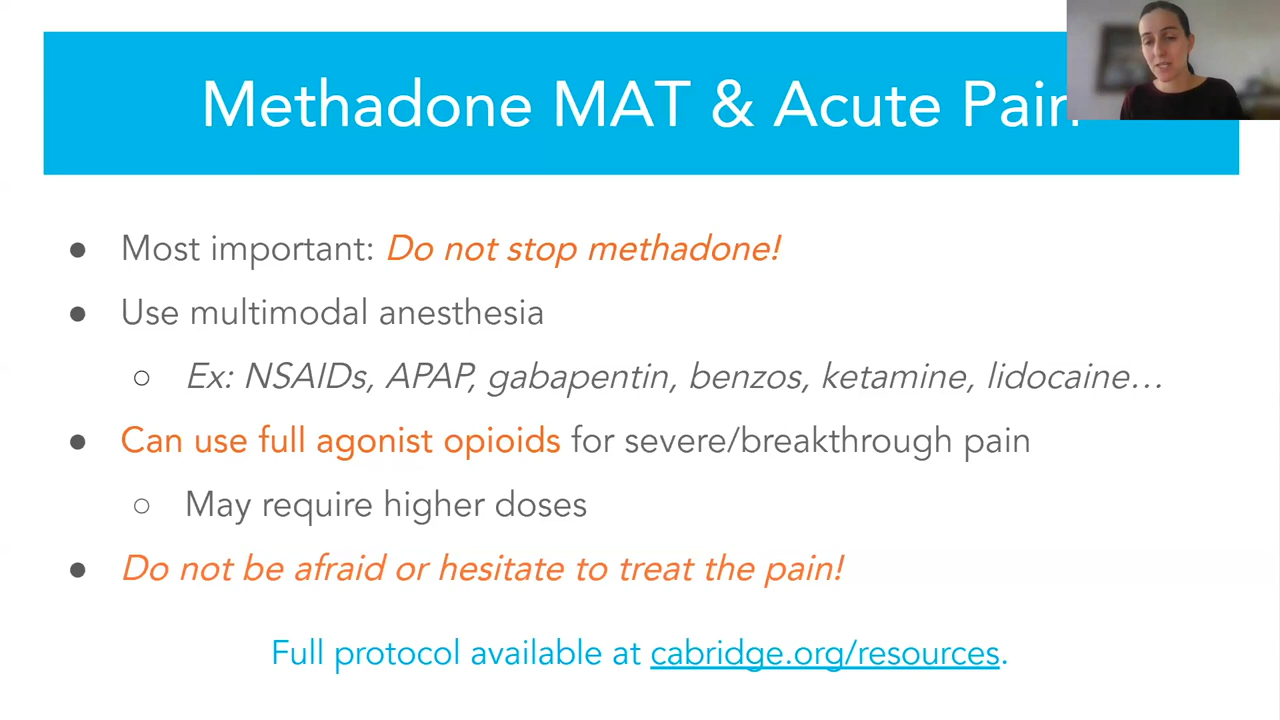 Methadone MAT & Acute Pain
● Most important: Do not stop methadone!
● Use multimodal anesthesia
○ Ex: NSAIDs, APAP, gabapentin, benzos, ketamine, lidocaine…
● Can use full agonist opioids for severe/breakthrough pain
○ May require higher doses
● Do not be afraid or hesitate to treat the pain!
Full protocol available at cabridge.org/resources.